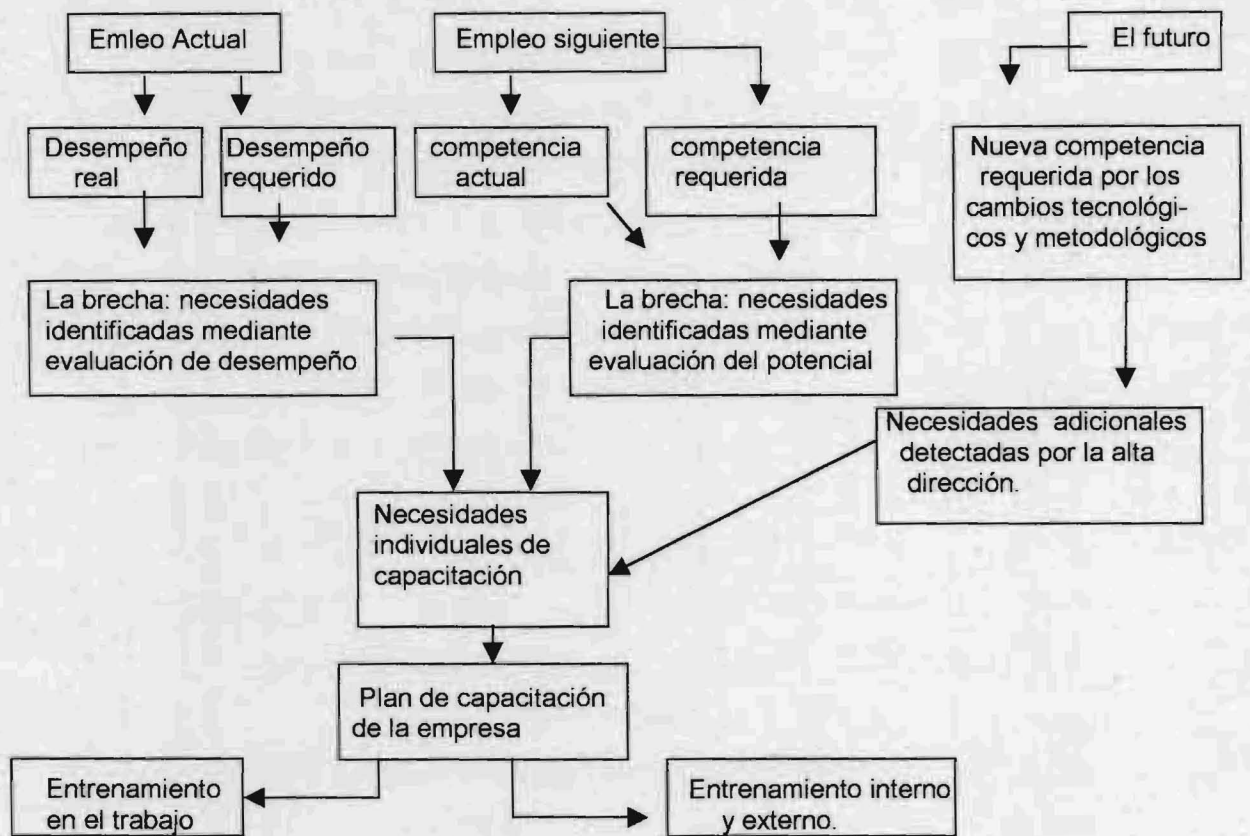 Emleo Actual
Empleo siguiente
El futuro
Desempeño
real
Desempeño
requerido
competencia
actual
competencia
requerida
Nueva competencia
requerida por los
cambios tecnológi-
cos y metodológicos
La brecha: necesidades
identificadas mediante
evaluación de desempeño
La brecha: necesidades
identificadas mediante
evaluación del potencial
Necesidades adicionales
detectadas por la alta
dirección.
Necesidades
individuales de
capacitación
Plan de capacitación
de la empresa
Entrenamiento
en el trabajo
Entrenamiento interno
y externo.